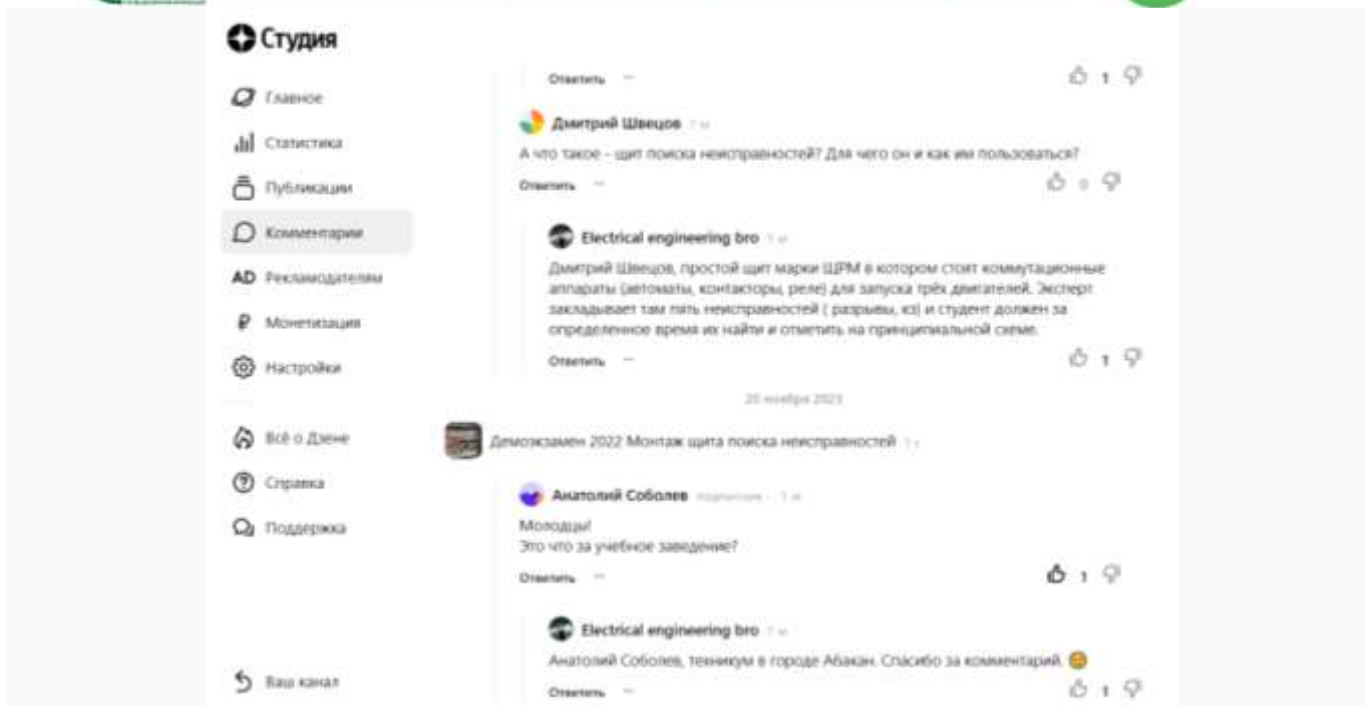 Студия
Главное
Статистика
Публикации
Комментарии
AD Рекламодателям
Монетизация
Настройки
Всё о Дзене
Справка
Поддержка
Ваш канал
Ответить
1
Дмитрий Швецов
А что такое - щит поиска неисправностей? Для чего он и как им пользоваться?
Ответить
0
Electrical engineering bro
Дмитрий Швецов, простой щит марки ЩРМ в котором стоит коммутационные
аппараты (автоматы, контакторы, реле) для запуска трёх двигателей. Эксперт
закладывает там пять неисправностей ( разрывы, кз) и студент должен за
определенное время их найти и отметить на принципиальной схеме.
Ответить
1
20 ноября 2023
Демоэкзамен 2022 Монтаж щита поиска неисправностей
Анатолий Соболев
Молодцы!
Это что за учебное заведение?
Ответить
1
Electrical engineering bro
Анатолий Соболев, техникум в городе Абакан. Спасибо за комментарий.
Ответить
1